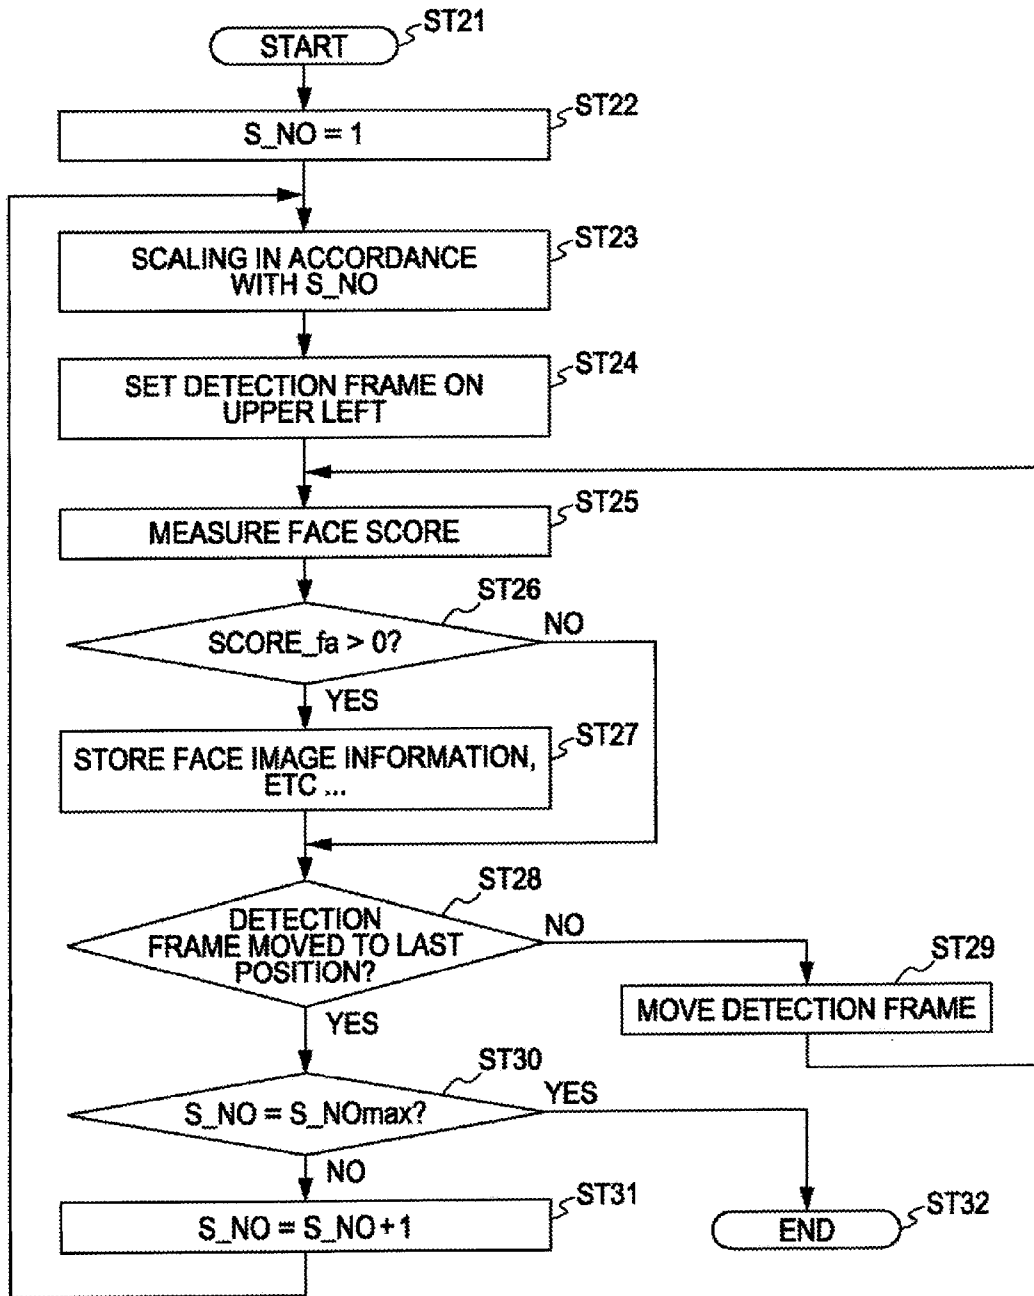 ST21
START
ST22
S_NO = 1
ST23
SCALING IN ACCORDANCE
WITH S_NO
ST24
SET DETECTION FRAME ON
UPPER LEFT
ST25
MEASURE FACE SCORE
ST26
SCORE_fa > 0?
NO
YES
ST27
STORE FACE IMAGE INFORMATION,
ETC ...
ST28
DETECTION
FRAME MOVED TO LAST
POSITION?
NO
YES
ST29
MOVE DETECTION FRAME
ST30
S_NO = S_NOmax?
YES
NO
ST31
S_NO = S_NO+1
ST32
END